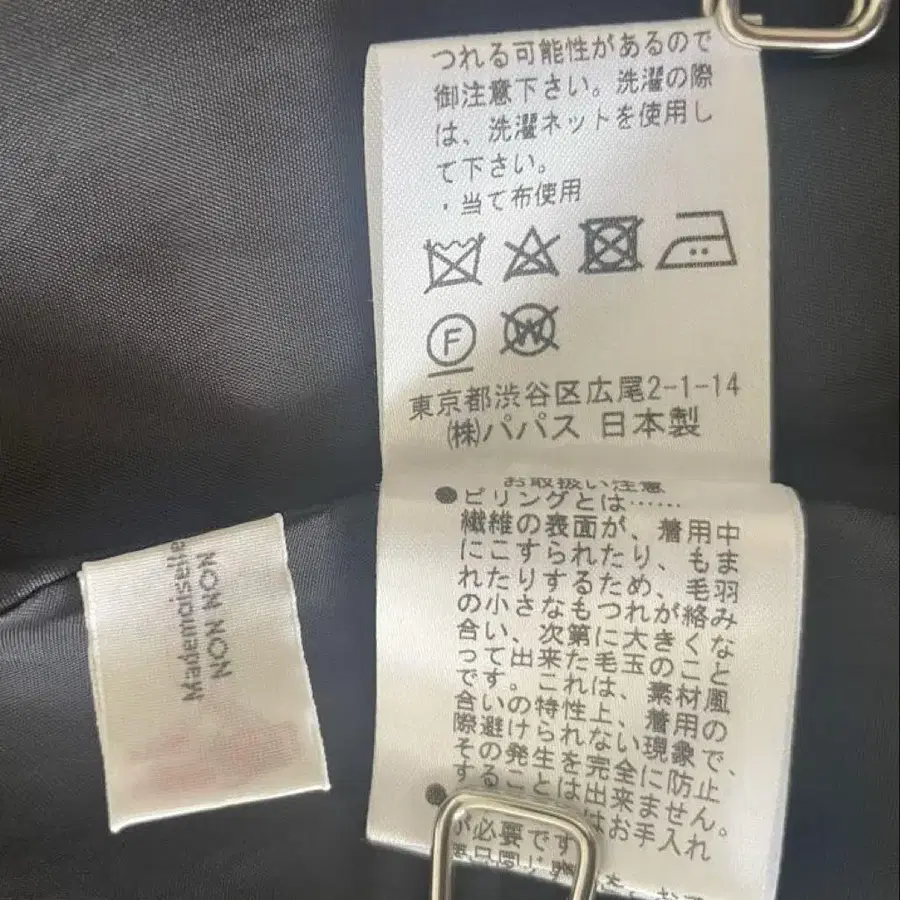 つれる可能性があるので
御注意下さい。洗濯の際
は、洗濯ネットを使用し
て下さい。
・当て布使用
F
W
東京都渋谷区広尾2-1-14
㈱パパス 日本製
お取扱い注意
●ピリングとは……
繊維の表面が、着用中
にこすられたり、もま
れたりするため、毛羽
の小さなもつれが絡み
合い、次第に大きくな
って出来た毛玉のこと
です。これは、素材風
合いの特性上、着用の
際避けられない現象で、
その発生を完全に防止
することは出来ません。
はお手入れ
が必要です
NON NON
Mademoiselle